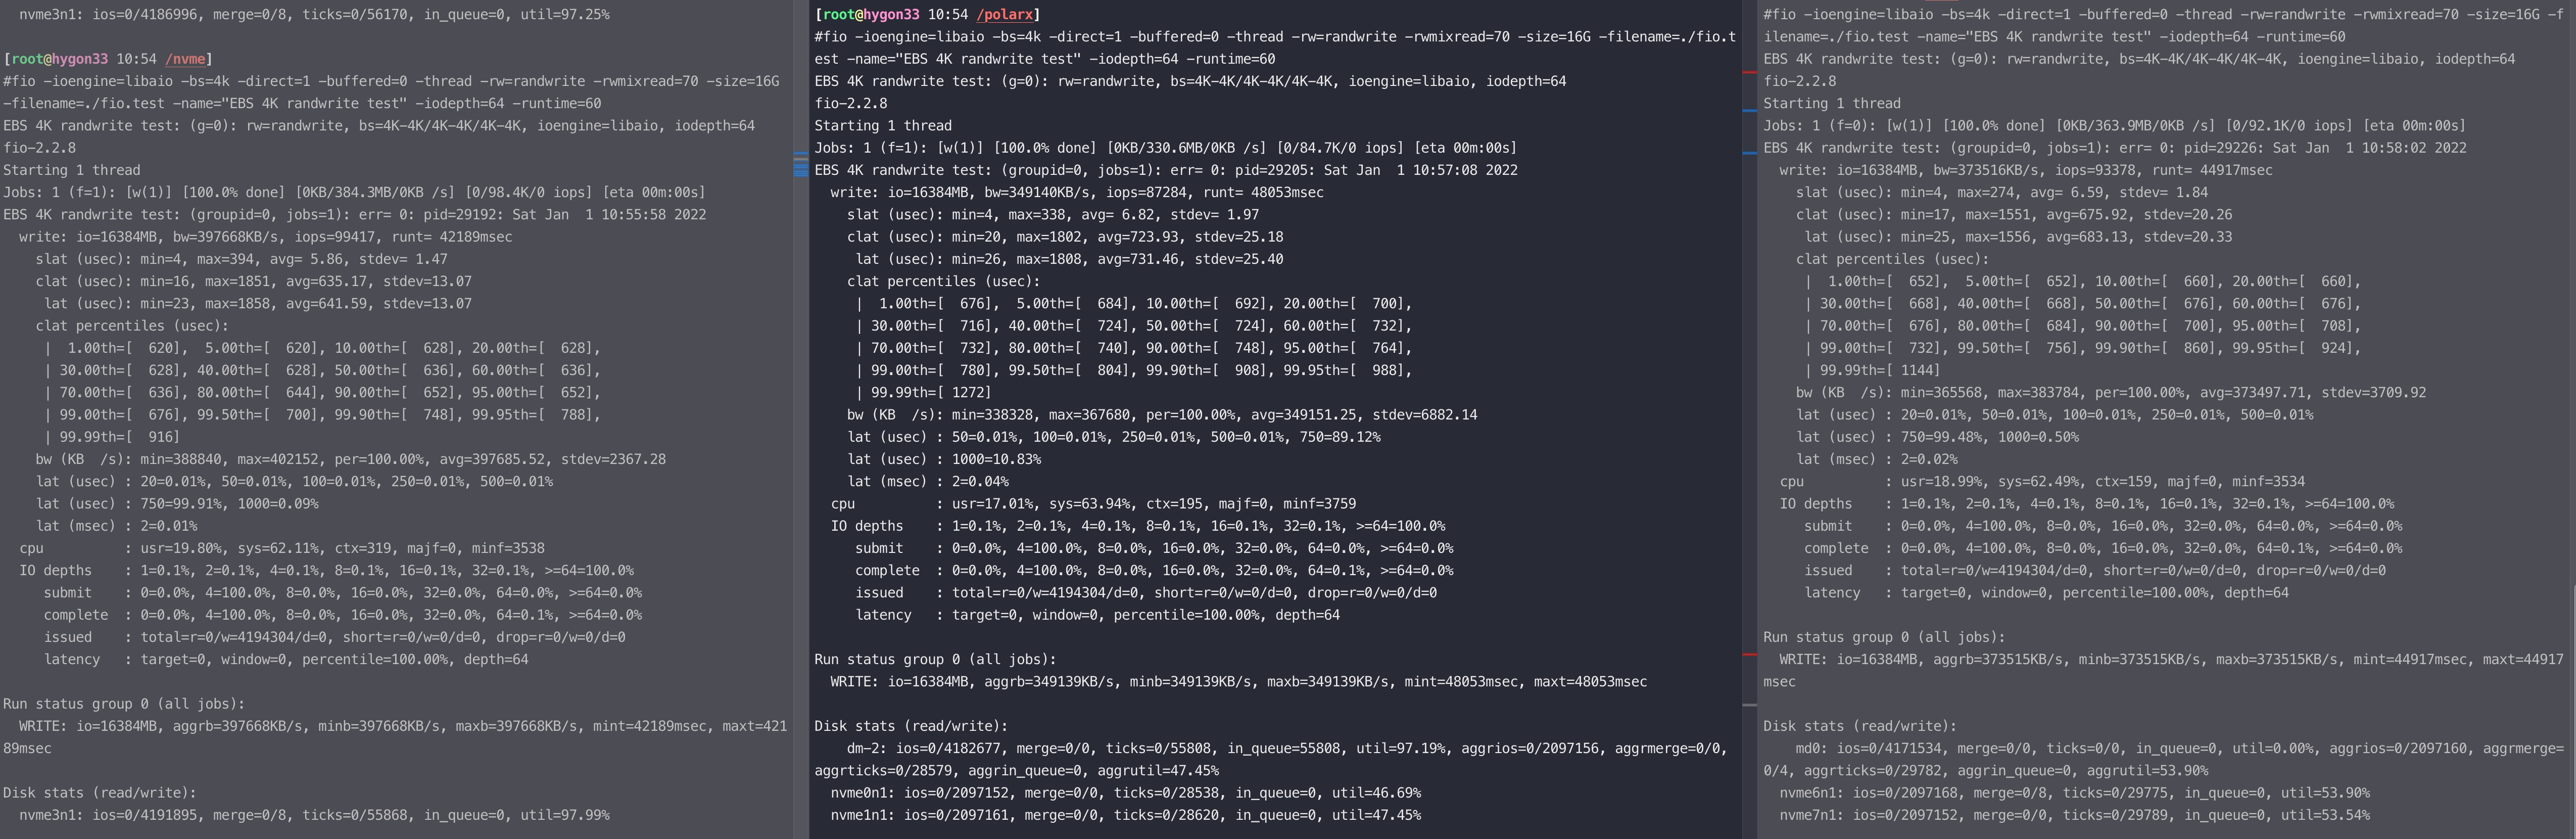 nvme3n1: ios=0/4186996, merge=0/8, ticks=0/56170, in_queue=0, util=97.25%
[root@hygon33 10:54 /nvme]
#fio -ioengine=libaio -bs=4k -direct=1 -buffered=0 -thread -rw=randwrite -rwmixread=70 -size=16G
-filename=./fio.test -name="EBS 4K randwrite test" -iodepth=64 -runtime=60
EBS 4K randwrite test: (g=0): rw=randwrite, bs=4K-4K/4K-4K/4K-4K, ioengine=libaio, iodepth=64
fio-2.2.8
Starting 1 thread
Jobs: 1 (f=1): [w(1)] [100.0% done] [0KB/384.3MB/0KB /s] [0/98.4K/0 iops] [eta 00m:00s]
EBS 4K randwrite test: (groupid=0, jobs=1): err= 0: pid=29192: Sat Jan  1 10:55:58 2022
write: io=16384MB, bw=397668KB/s, iops=99417, runt= 42189msec
slat (usec): min=4, max=394, avg= 5.86, stdev= 1.47
clat (usec): min=16, max=1851, avg=635.17, stdev=13.07
lat (usec): min=23, max=1858, avg=641.59, stdev=13.07
clat percentiles (usec):
|  1.00th=[  620],  5.00th=[  620], 10.00th=[  628], 20.00th=[  628],
| 30.00th=[  628], 40.00th=[  628], 50.00th=[  636], 60.00th=[  636],
| 70.00th=[  636], 80.00th=[  644], 90.00th=[  652], 95.00th=[  652],
| 99.00th=[  676], 99.50th=[  700], 99.90th=[  748], 99.95th=[  788],
| 99.99th=[  916]
bw (KB  /s): min=388840, max=402152, per=100.00%, avg=397685.52, stdev=2367.28
lat (usec) : 20=0.01%, 50=0.01%, 100=0.01%, 250=0.01%, 500=0.01%
lat (usec) : 750=99.91%, 1000=0.09%
lat (msec) : 2=0.01%
cpu          : usr=19.80%, sys=62.11%, ctx=319, majf=0, minf=3538
IO depths    : 1=0.1%, 2=0.1%, 4=0.1%, 8=0.1%, 16=0.1%, 32=0.1%, >=64=100.0%
submit    : 0=0.0%, 4=100.0%, 8=0.0%, 16=0.0%, 32=0.0%, 64=0.0%, >=64=0.0%
complete  : 0=0.0%, 4=100.0%, 8=0.0%, 16=0.0%, 32=0.0%, 64=0.1%, >=64=0.0%
issued    : total=r=0/w=4194304/d=0, short=r=0/w=0/d=0, drop=r=0/w=0/d=0
latency   : target=0, window=0, percentile=100.00%, depth=64
Run status group 0 (all jobs):
WRITE: io=16384MB, aggrb=397668KB/s, minb=397668KB/s, maxb=397668KB/s, mint=42189msec, maxt=421
89msec
Disk stats (read/write):
nvme3n1: ios=0/4191895, merge=0/8, ticks=0/55868, in_queue=0, util=97.99%
[root@hygon33 10:54 /polarx]
#fio -ioengine=libaio -bs=4k -direct=1 -buffered=0 -thread -rw=randwrite -rwmixread=70 -size=16G -filename=./fio.t
est -name="EBS 4K randwrite test" -iodepth=64 -runtime=60
EBS 4K randwrite test: (g=0): rw=randwrite, bs=4K-4K/4K-4K/4K-4K, ioengine=libaio, iodepth=64
fio-2.2.8
Starting 1 thread
Jobs: 1 (f=1): [w(1)] [100.0% done] [0KB/330.6MB/0KB /s] [0/84.7K/0 iops] [eta 00m:00s]
EBS 4K randwrite test: (groupid=0, jobs=1): err= 0: pid=29205: Sat Jan  1 10:57:08 2022
write: io=16384MB, bw=349140KB/s, iops=87284, runt= 48053msec
slat (usec): min=4, max=338, avg= 6.82, stdev= 1.97
clat (usec): min=20, max=1802, avg=723.93, stdev=25.18
lat (usec): min=26, max=1808, avg=731.46, stdev=25.40
clat percentiles (usec):
|  1.00th=[  676],  5.00th=[  684], 10.00th=[  692], 20.00th=[  700],
| 30.00th=[  716], 40.00th=[  724], 50.00th=[  724], 60.00th=[  732],
| 70.00th=[  732], 80.00th=[  740], 90.00th=[  748], 95.00th=[  764],
| 99.00th=[  780], 99.50th=[  804], 99.90th=[  908], 99.95th=[  988],
| 99.99th=[ 1272]
bw (KB  /s): min=338328, max=367680, per=100.00%, avg=349151.25, stdev=6882.14
lat (usec) : 50=0.01%, 100=0.01%, 250=0.01%, 500=0.01%, 750=89.12%
lat (usec) : 1000=10.83%
lat (msec) : 2=0.04%
cpu          : usr=17.01%, sys=63.94%, ctx=195, majf=0, minf=3759
IO depths    : 1=0.1%, 2=0.1%, 4=0.1%, 8=0.1%, 16=0.1%, 32=0.1%, >=64=100.0%
submit    : 0=0.0%, 4=100.0%, 8=0.0%, 16=0.0%, 32=0.0%, 64=0.0%, >=64=0.0%
complete  : 0=0.0%, 4=100.0%, 8=0.0%, 16=0.0%, 32=0.0%, 64=0.1%, >=64=0.0%
issued    : total=r=0/w=4194304/d=0, short=r=0/w=0/d=0, drop=r=0/w=0/d=0
latency   : target=0, window=0, percentile=100.00%, depth=64
Run status group 0 (all jobs):
WRITE: io=16384MB, aggrb=349139KB/s, minb=349139KB/s, maxb=349139KB/s, mint=48053msec, maxt=48053msec
Disk stats (read/write):
dm-2: ios=0/4182677, merge=0/0, ticks=0/55808, in_queue=55808, util=97.19%, aggrios=0/2097156, aggrmerge=0/0,
aggrticks=0/28579, aggrin_queue=0, aggrutil=47.45%
nvme0n1: ios=0/2097152, merge=0/0, ticks=0/28538, in_queue=0, util=46.69%
nvme1n1: ios=0/2097161, merge=0/0, ticks=0/28620, in_queue=0, util=47.45%
#fio -ioengine=libaio -bs=4k -direct=1 -buffered=0 -thread -rw=randwrite -rwmixread=70 -size=16G -f
ilename=./fio.test -name="EBS 4K randwrite test" -iodepth=64 -runtime=60
EBS 4K randwrite test: (g=0): rw=randwrite, bs=4K-4K/4K-4K/4K-4K, ioengine=libaio, iodepth=64
fio-2.2.8
Starting 1 thread
Jobs: 1 (f=0): [w(1)] [100.0% done] [0KB/363.9MB/0KB /s] [0/92.1K/0 iops] [eta 00m:00s]
EBS 4K randwrite test: (groupid=0, jobs=1): err= 0: pid=29226: Sat Jan  1 10:58:02 2022
write: io=16384MB, bw=373516KB/s, iops=93378, runt= 44917msec
slat (usec): min=4, max=274, avg= 6.59, stdev= 1.84
clat (usec): min=17, max=1551, avg=675.92, stdev=20.26
lat (usec): min=25, max=1556, avg=683.13, stdev=20.33
clat percentiles (usec):
|  1.00th=[  652],  5.00th=[  652], 10.00th=[  660], 20.00th=[  660],
| 30.00th=[  668], 40.00th=[  668], 50.00th=[  676], 60.00th=[  676],
| 70.00th=[  676], 80.00th=[  684], 90.00th=[  700], 95.00th=[  708],
| 99.00th=[  732], 99.50th=[  756], 99.90th=[  860], 99.95th=[  924],
| 99.99th=[ 1144]
bw (KB  /s): min=365568, max=383784, per=100.00%, avg=373497.71, stdev=3709.92
lat (usec) : 20=0.01%, 50=0.01%, 100=0.01%, 250=0.01%, 500=0.01%
lat (usec) : 750=99.48%, 1000=0.50%
lat (msec) : 2=0.02%
cpu          : usr=18.99%, sys=62.49%, ctx=159, majf=0, minf=3534
IO depths    : 1=0.1%, 2=0.1%, 4=0.1%, 8=0.1%, 16=0.1%, 32=0.1%, >=64=100.0%
submit    : 0=0.0%, 4=100.0%, 8=0.0%, 16=0.0%, 32=0.0%, 64=0.0%, >=64=0.0%
complete  : 0=0.0%, 4=100.0%, 8=0.0%, 16=0.0%, 32=0.0%, 64=0.1%, >=64=0.0%
issued    : total=r=0/w=4194304/d=0, short=r=0/w=0/d=0, drop=r=0/w=0/d=0
latency   : target=0, window=0, percentile=100.00%, depth=64
Run status group 0 (all jobs):
WRITE: io=16384MB, aggrb=373515KB/s, minb=373515KB/s, maxb=373515KB/s, mint=44917msec, maxt=44917
msec
Disk stats (read/write):
md0: ios=0/4171534, merge=0/0, ticks=0/0, in_queue=0, util=0.00%, aggrios=0/2097160, aggrmerge=
0/4, aggrticks=0/29782, aggrin_queue=0, aggrutil=53.90%
nvme6n1: ios=0/2097168, merge=0/8, ticks=0/29775, in_queue=0, util=53.90%
nvme7n1: ios=0/2097152, merge=0/0, ticks=0/29789, in_queue=0, util=53.54%